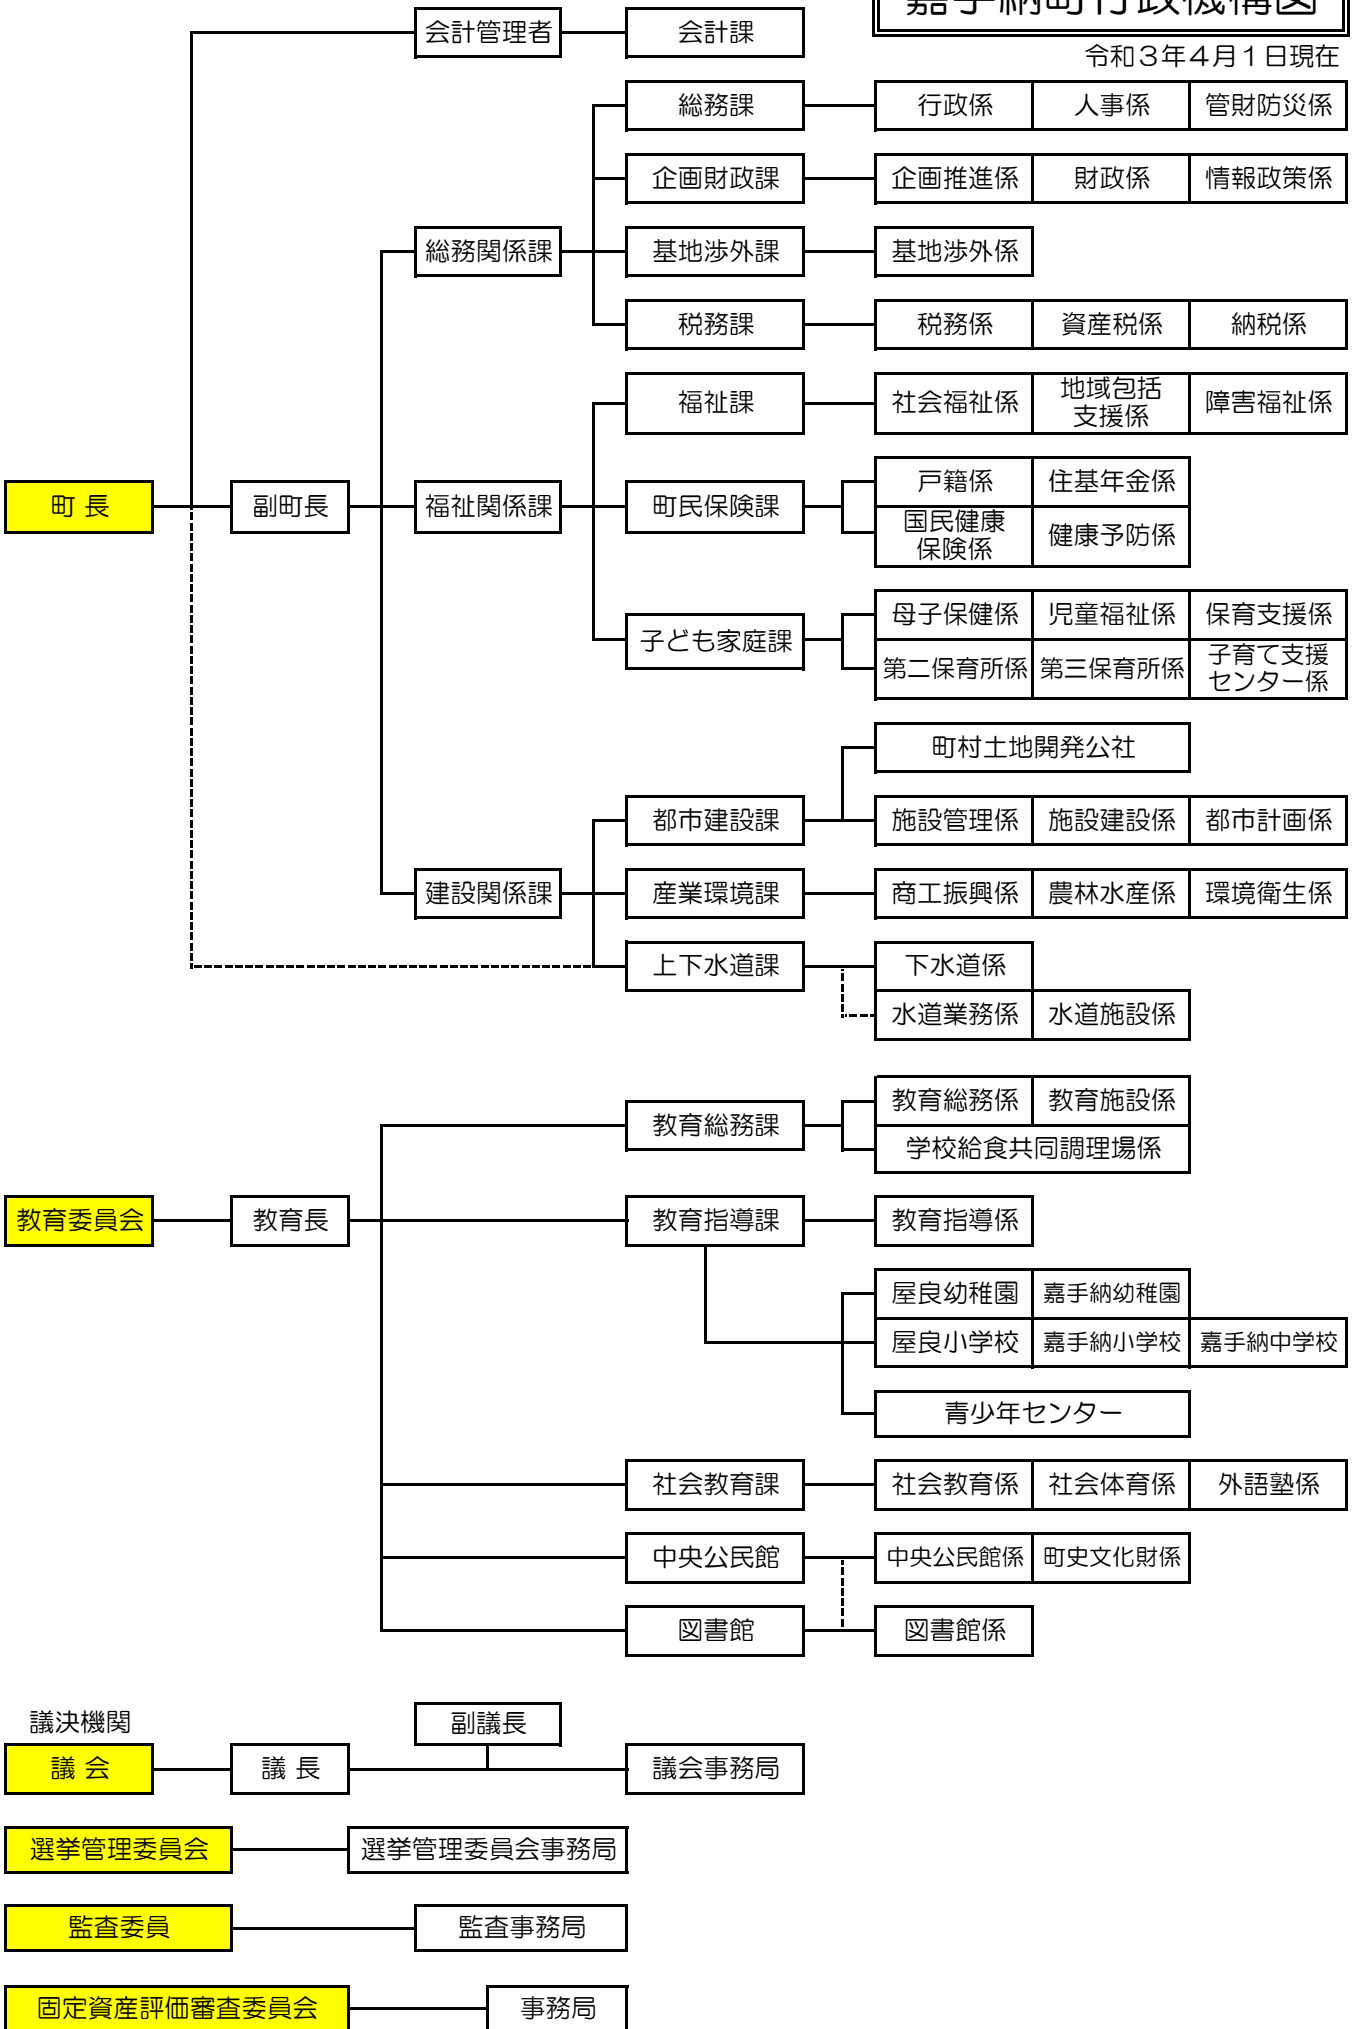 嘉手納町行政機構図
令和３年４月１日現在
会計管理者 会計課
総務課 行政係 人事係 管財防災係
企画財政課 企画推進係 財政係 情報政策係
総務関係課 基地渉外課 基地渉外係
税務課 税務係 資産税係 納税係
福祉課 社会福祉係 地域包括
支援係 障害福祉係
戸籍係 住基年金係
町 長 副町長 福祉関係課 町民保険課
国民健康
保険係 健康予防係
母子保健係 児童福祉係 保育支援係
子ども家庭課
第二保育所係 第三保育所係 子育て支援
センター係
町村土地開発公社
都市建設課 施設管理係 施設建設係 都市計画係
建設関係課 産業環境課 商工振興係 農林水産係 環境衛生係
上下水道課 下水道係
水道業務係 水道施設係
教育総務係 教育施設係
教育総務課
学校給食共同調理場係
教育委員会 教育長 教育指導課 教育指導係
屋良幼稚園 嘉手納幼稚園
屋良小学校 嘉手納小学校 嘉手納中学校
青少年センター
社会教育課 社会教育係 社会体育係 外語塾係
中央公民館 中央公民館係 町史文化財係
図書館 図書館係
議決機関 副議長
議 会 議 長 議会事務局
選挙管理委員会 選挙管理委員会事務局
監査委員 監査事務局
固定資産評価審査委員会 事務局